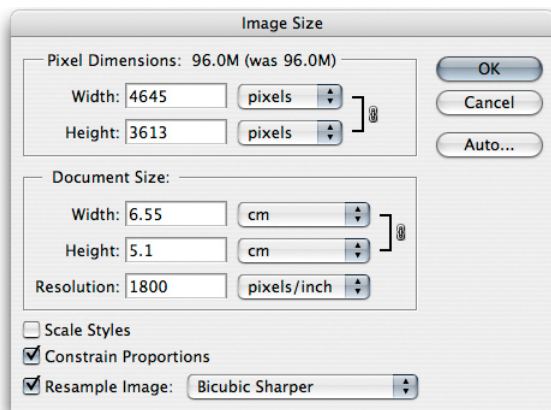 Image Size
Pixel Dimensions: 96.0M (was 96.0M)
OK
Width: 4645 pixels
Cancel
Height: 3613 pixels
Auto...
Document Size:
Width: 6.55 cm
Height: 5.1 cm
Resolution: 1800 pixels/inch
Scale Styles
Constrain Proportions
Resample Image: Bicubic Sharper